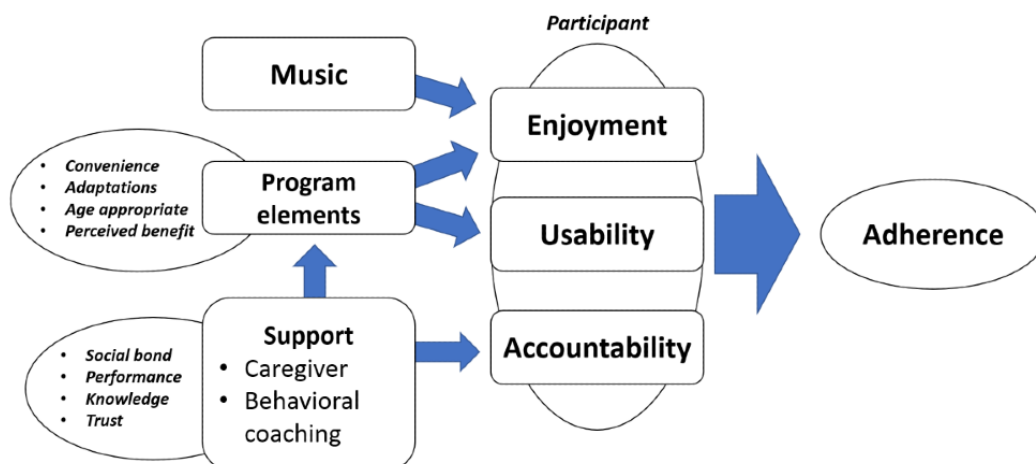 Participant
Music
Enjoyment
• Convenience
• Adaptations
• Age appropriate
• Perceived benefit
Program
elements
Usability
Adherence
Support
• Caregiver
• Behavioral
coaching
• Social bond
• Performance
• Knowledge
• Trust
Accountability